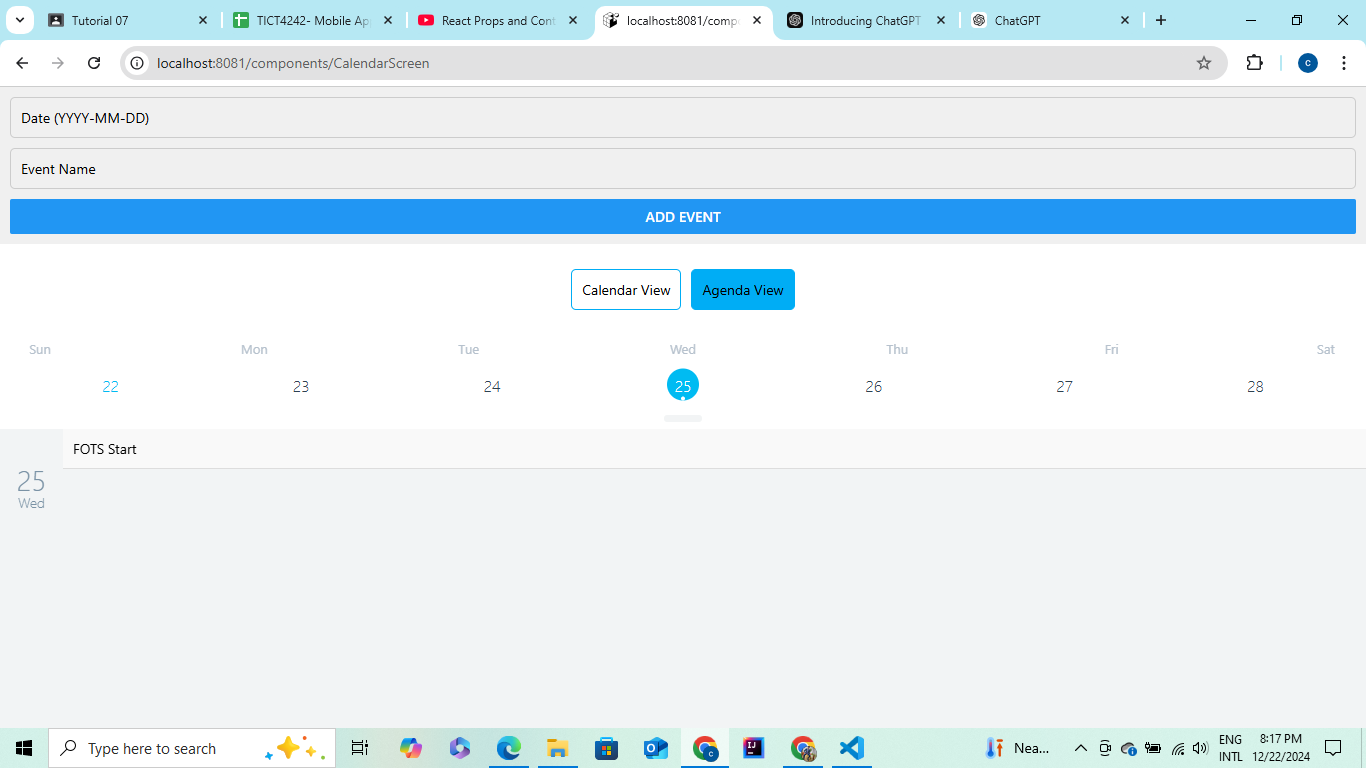 Tutorial 07
TICT4242- Mobile Ap
React Props and Cont
localhost:8081/comp
Introducing ChatGPT
ChatGPT
localhost:8081/components/CalendarScreen
c
Date (YYYY-MM-DD)
Event Name
ADD EVENT
Calendar View
Agenda View
Sun Mon Tue Wed Thu Fri Sat
22 23 24 25 26 27 28
FOTS Start
25
Wed
Type here to search
c
Nea...
ENG
INTL
8:17 PM
12/22/2024